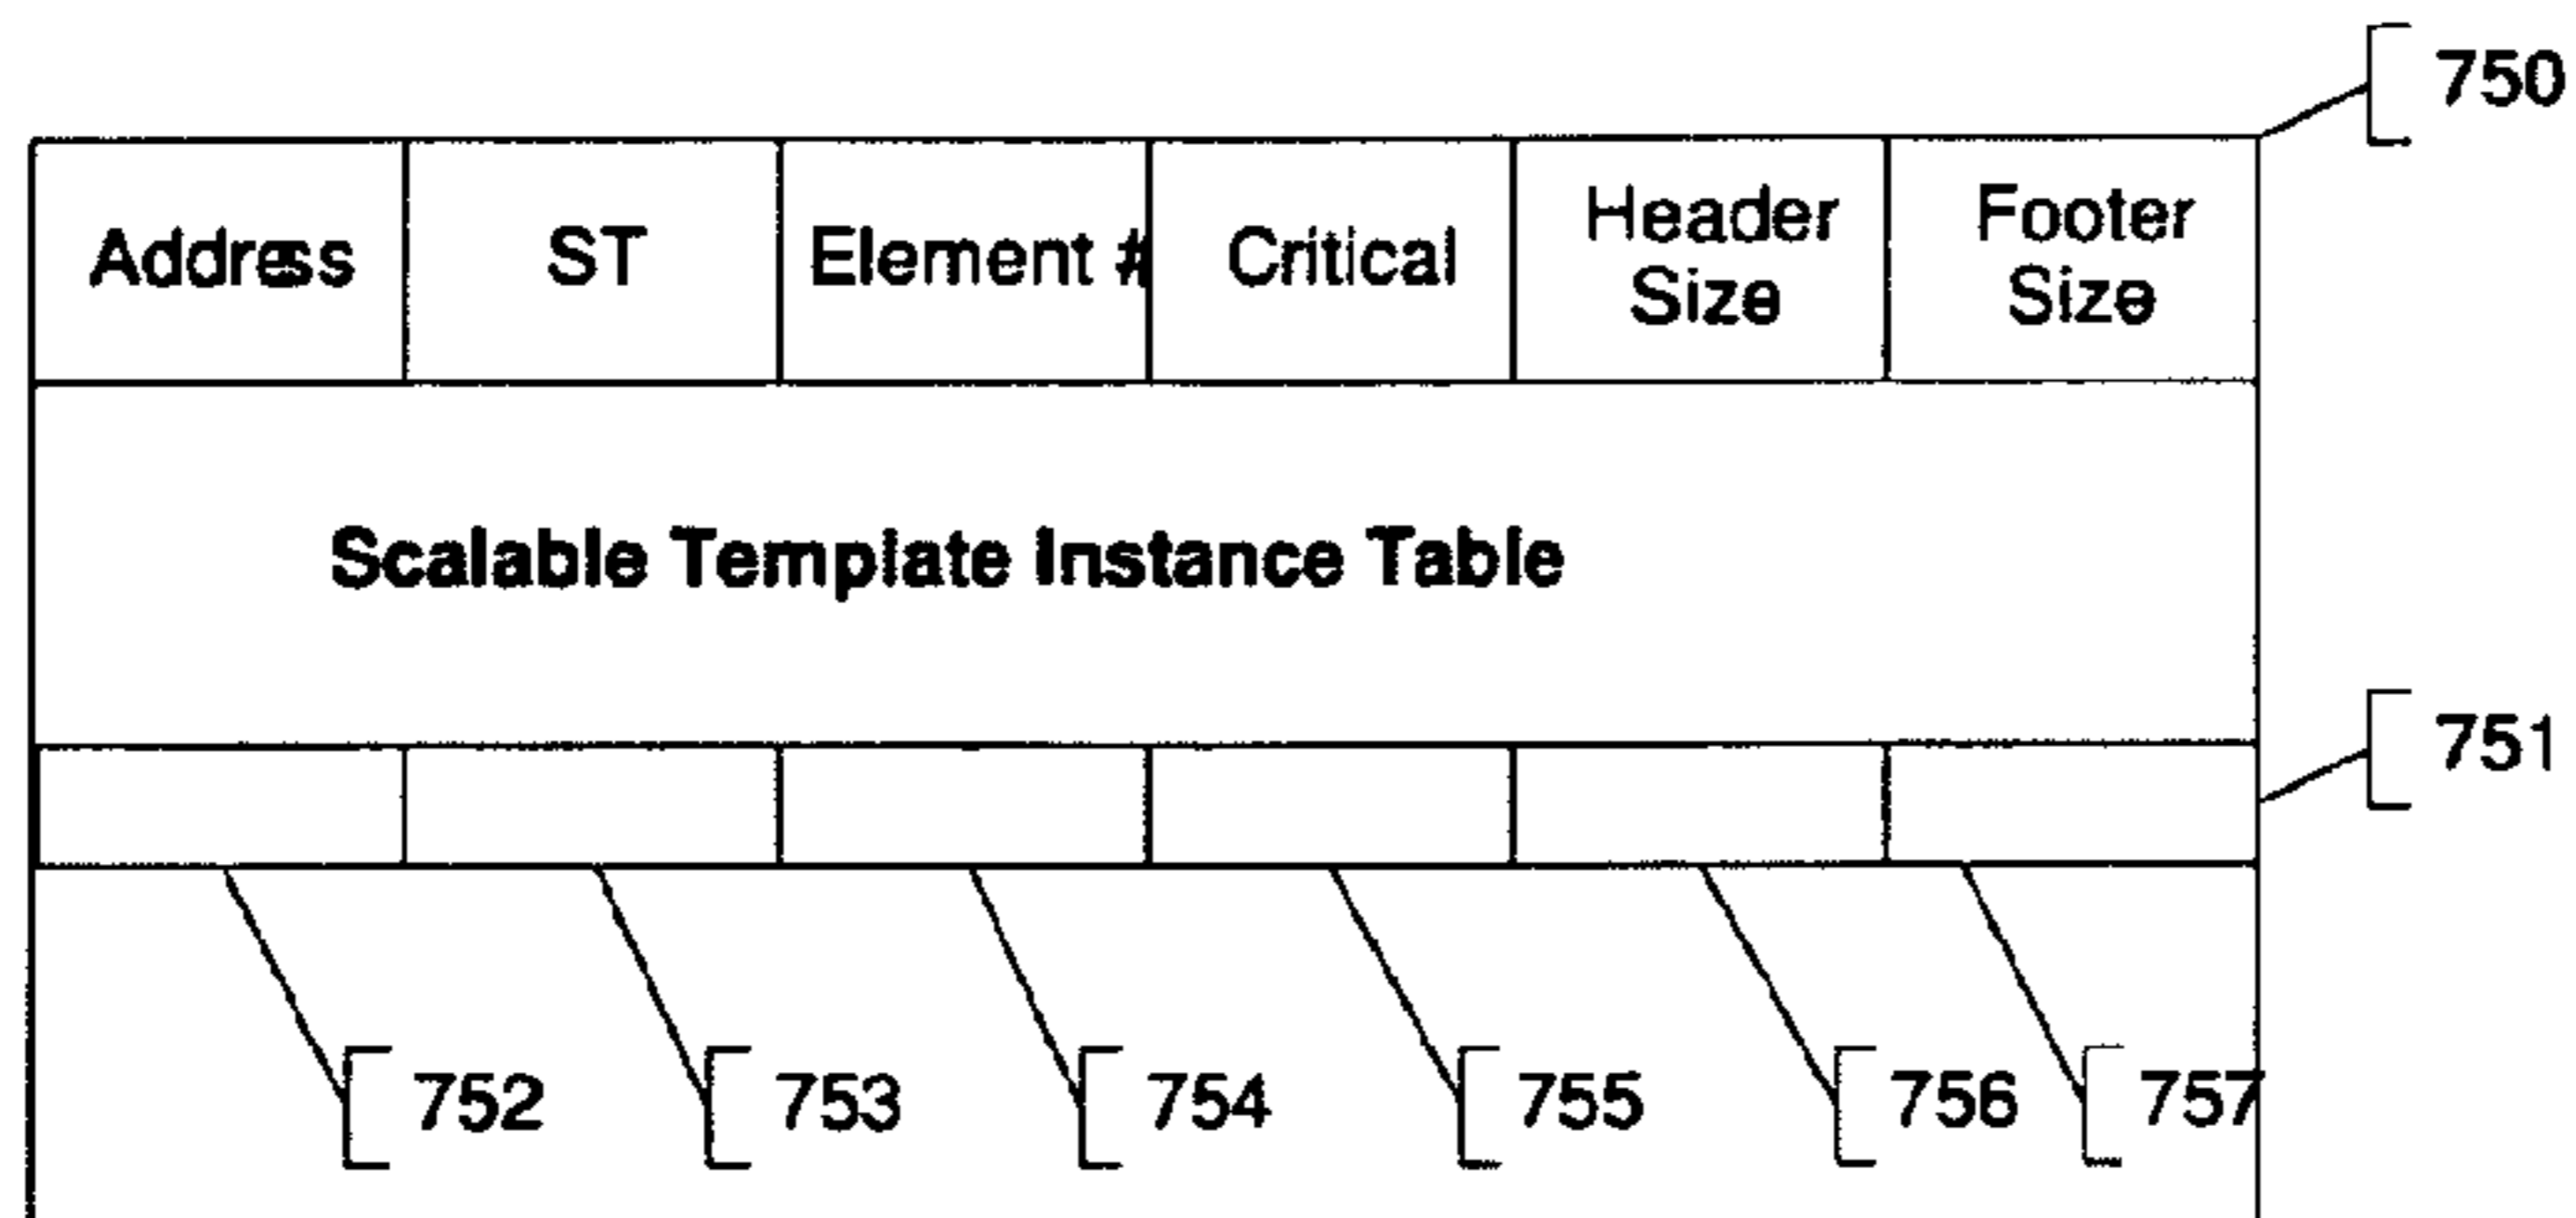 750
Address ST Element # Critical Header Size Footer Size
Scalable Template Instance Table
751
752 753 754 755 756 757